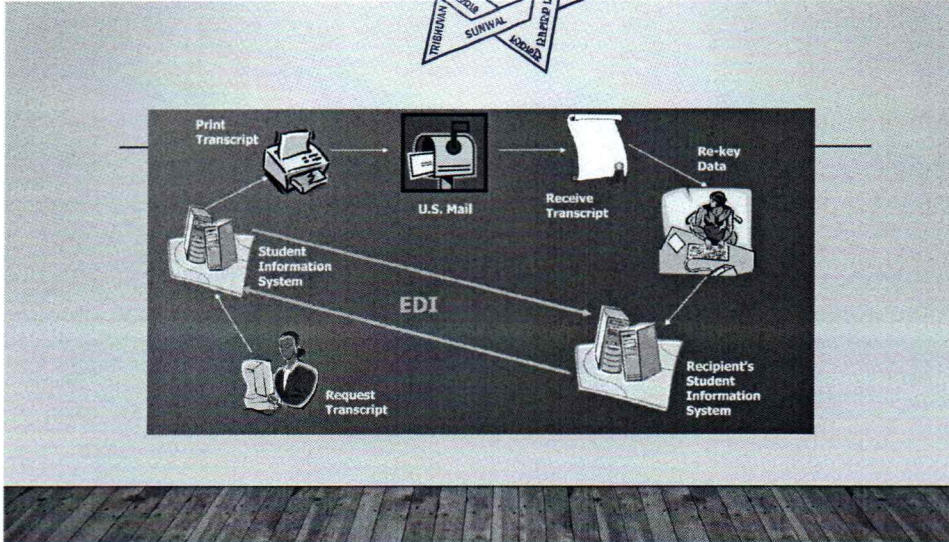 TRIBHUVAN
SUNWAL
Print
Transcript
U.S. Mail
Receive
Transcript
Re-key
Data
Student
Information
System
EDI
Request
Transcript
Recipient's
Student
Information
System